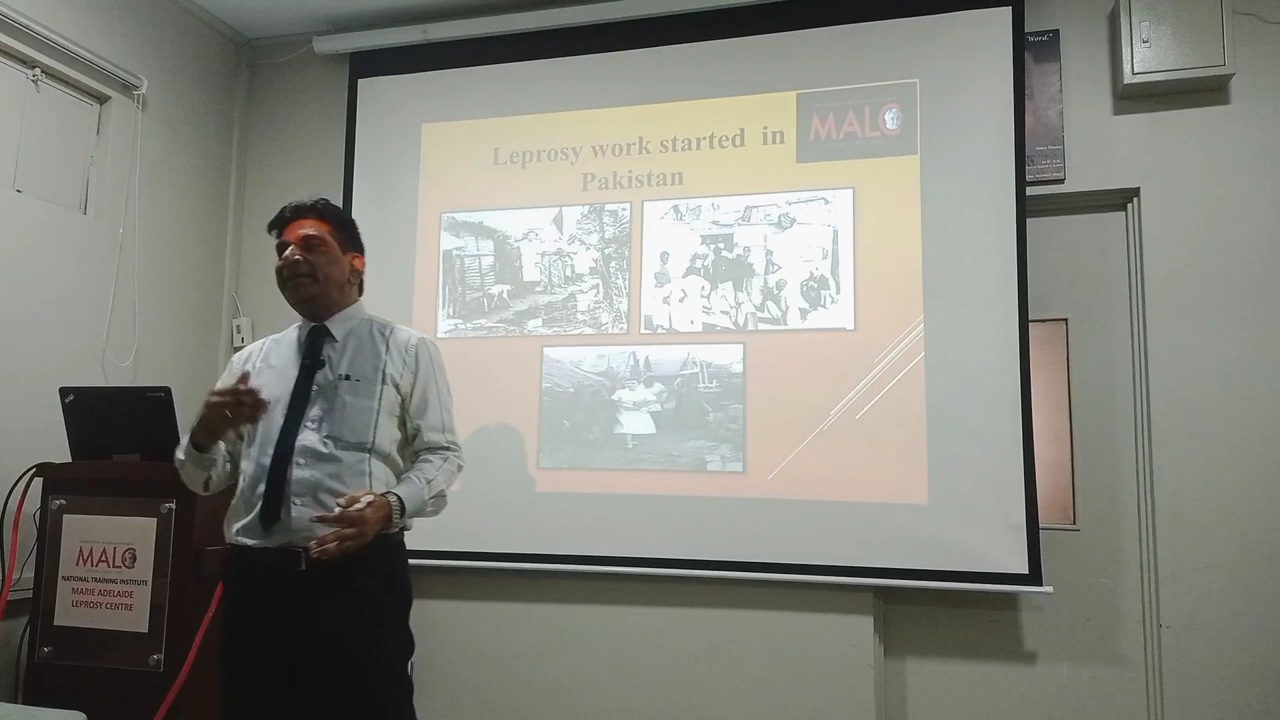 Leprosy work started in
Pakistan
MALC
Word."
MALC
NATIONAL TRAINING INSTITUTE
MARIE ADELAIDE
LEPROSY CENTRE